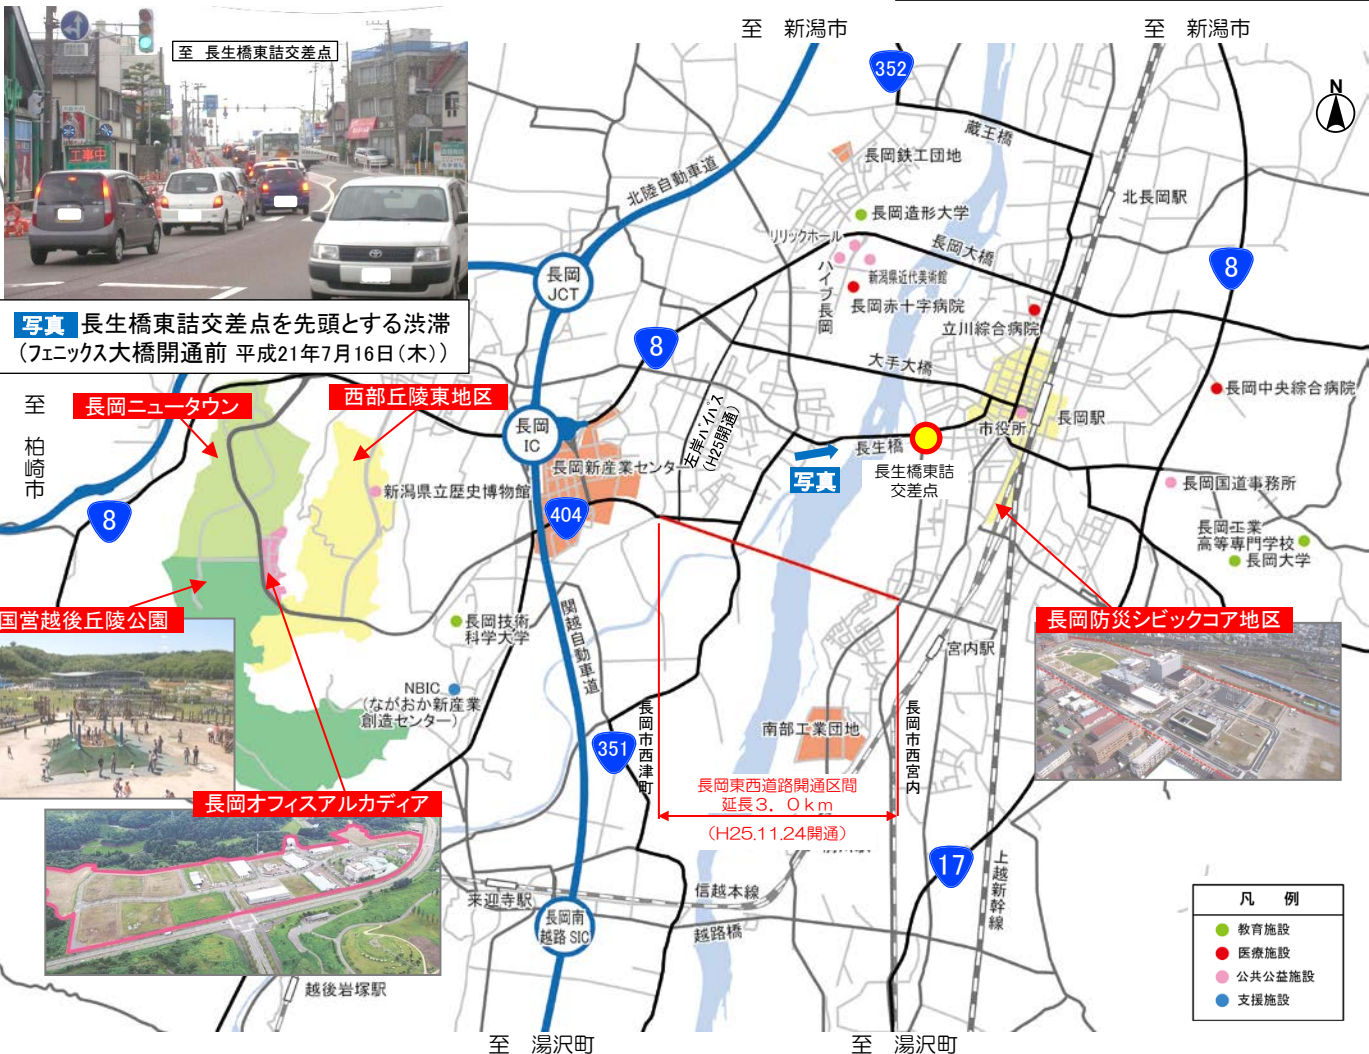 至 新潟市
至 新潟市
至 長生橋東詰交差点
工事中
352
N
蔵王橋
長岡鉄工団地
北陸自動車道
北長岡駅
長岡造形大学
リリックホール
長岡大橋
ハイブ長岡
新潟県近代美術館
8
長岡
JCT
長岡赤十字病院
立川綜合病院
写真 長生橋東詰交差点を先頭とする渋滞
（フェニックス大橋開通前 平成21年7月16日（木））
8
大手大橋
長岡中央綜合病院
至 柏崎市
長岡ニュータウン
西部丘陵東地区
左岸バイパス
（H25開通）
長岡駅
市役所
長岡
IC
長生橋
長岡新産業センター
写真
長生橋東詰
交差点
新潟県立歴史博物館
長岡国道事務所
8
404
長岡工業
高等専門学校
長岡大学
国営越後丘陵公園
長岡技術
科学大学
関越自動車道
長岡防災シビックコア地区
宮内駅
NBIC
（ながおか新産業
創造センター）
長岡市西津町
長岡市西宮内
南部工業団地
351
長岡東西道路開通区間
延長3．0km
（H25.11.24開通）
長岡オフィスアルカディア
17
上越新幹線
来迎寺駅
信越本線
長岡南
越路 SIC
越路橋
越後岩塚駅
凡 例
教育施設
医療施設
公共公益施設
支援施設
至 湯沢町
至 湯沢町